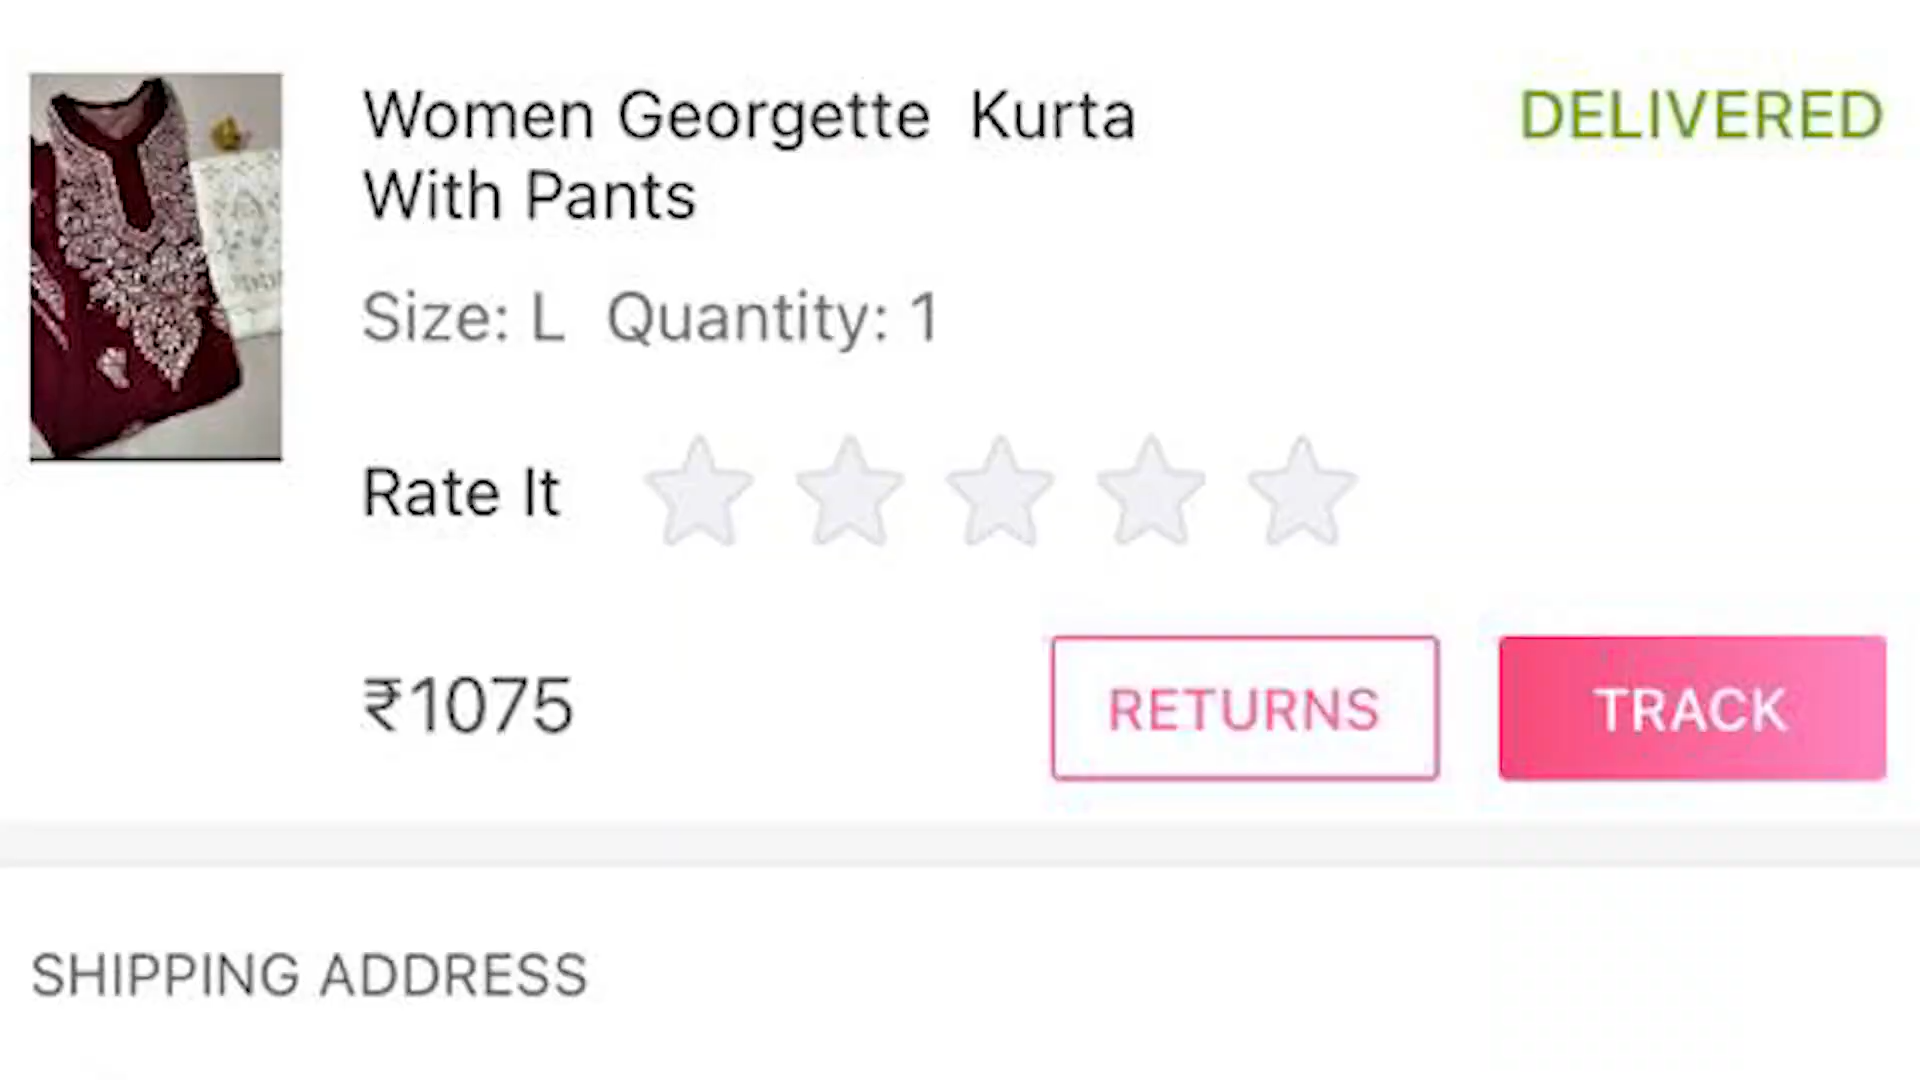 Women Georgette Kurta
With Pants
DELIVERED
Size: L Quantity: 1
Rate It
₹1075
RETURNS
TRACK
SHIPPING ADDRESS